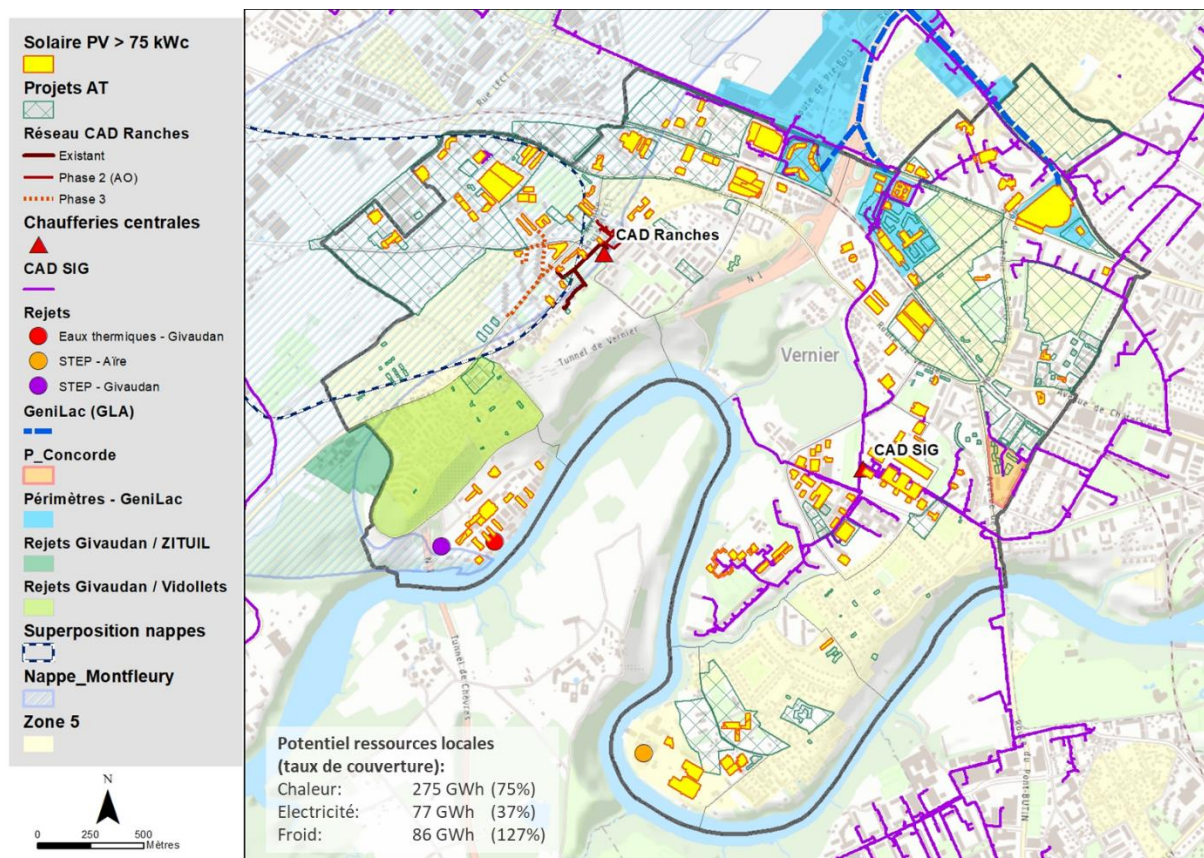 Solaire PV > 75 kWc
Projets AT
Réseau CAD Ranches
Existant
Phase 2 (AO)
Phase 3
Chaufferies centrales
CAD SIG
Rejets
Eaux thermiques - Givaudan
STEP - Aïre
STEP - Givaudan
GeniLac (GLA)
P_Concorde
Périmètres - GeniLac
Rejets Givaudan / ZITUIL
Rejets Givaudan / Vidollets
Superposition nappes
Nappe_Montfleury
Zone 5
N
0 250 500
Mètres
CAD Ranches
N 1
Tunnel de Vernier
Vernier
CAD SIG
Tunnel de Chèvres
Potentiel ressources locales
(taux de couverture):
Chaleur: 275 GWh (75%)
Electricité: 77 GWh (37%)
Froid: 86 GWh (127%)